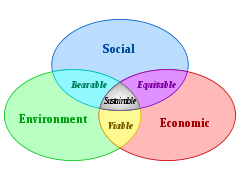 Social
Bearable
Equitable
Sustainable
Environment
Viable
Economic